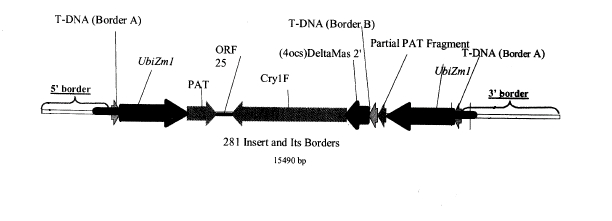 T-DNA (Border A)
ORF
25
T-DNA (Border B)
(4ocs)DeltaMas 2'
Partial PAT Fragment
T-DNA (Border A)
UbiZm1
PAT
Cry1F
UbiZm1
5' border
3' border
281 Insert and Its Borders
15490 bp